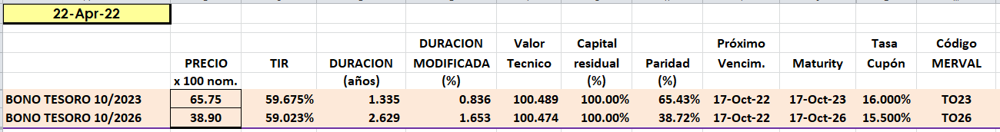 22-Apr-22
DURACION Valor Capital Próximo Tasa Código
PRECIO TIR DURACION MODIFICADA Tecnico residual Paridad Vencim. Maturity Cupón MERVAL
x 100 nom. (años) (%) (%) (%)
BONO TESORO 10/2023 65.75 59.675% 1.335 0.836 100.489 100.00% 65.43% 17-Oct-22 17-Oct-23 16.000% TO23
BONO TESORO 10/2026 38.90 59.023% 2.629 1.653 100.474 100.00% 38.72% 17-Oct-22 17-Oct-26 15.500% TO26